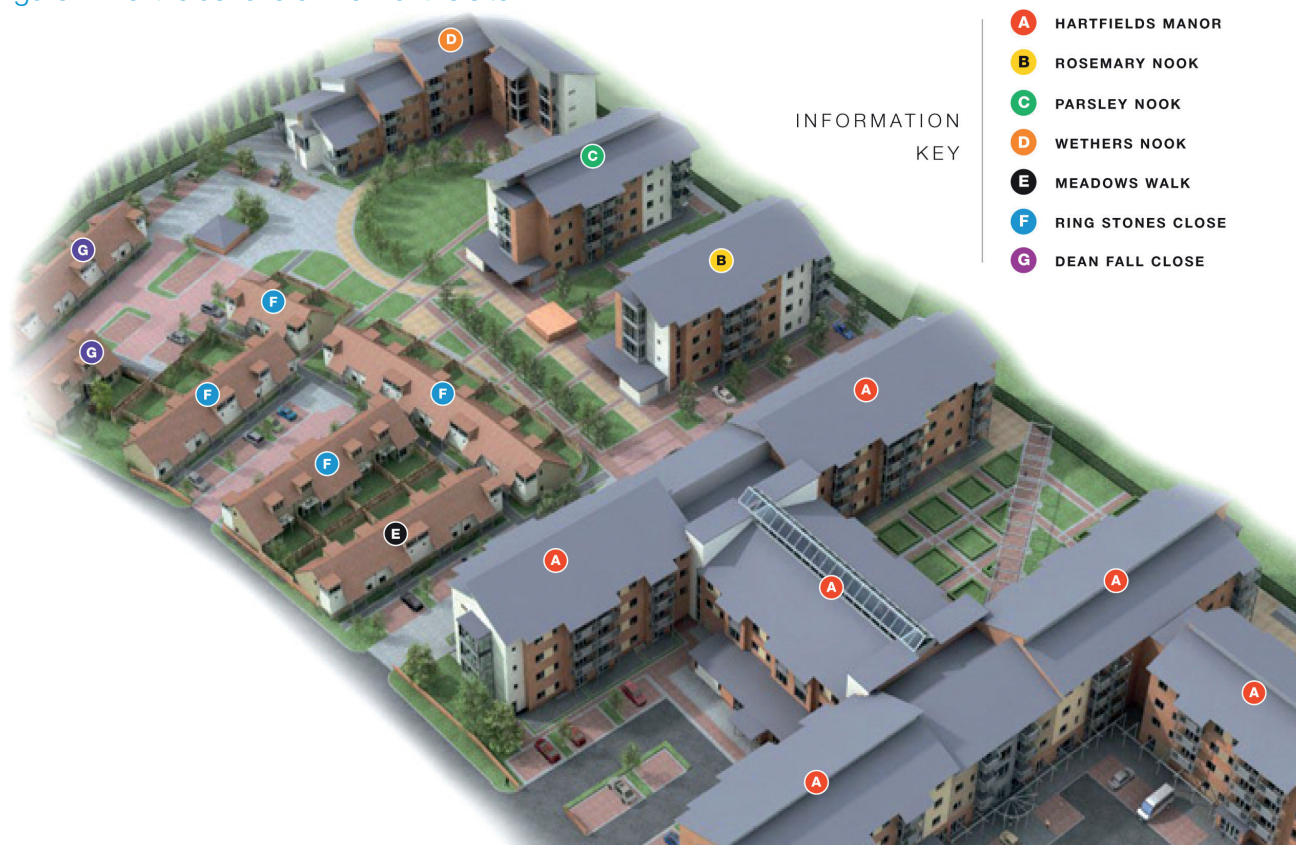 INFORMATION
KEY
A HARTFIELDS MANOR
B ROSEMARY NOOK
C PARSLEY NOOK
D WETHERS NOOK
E MEADOWS WALK
F RING STONES CLOSE
G DEAN FALL CLOSE
D
C
B
G
F
G
F
F
A
F
E
A
A
A
A
A